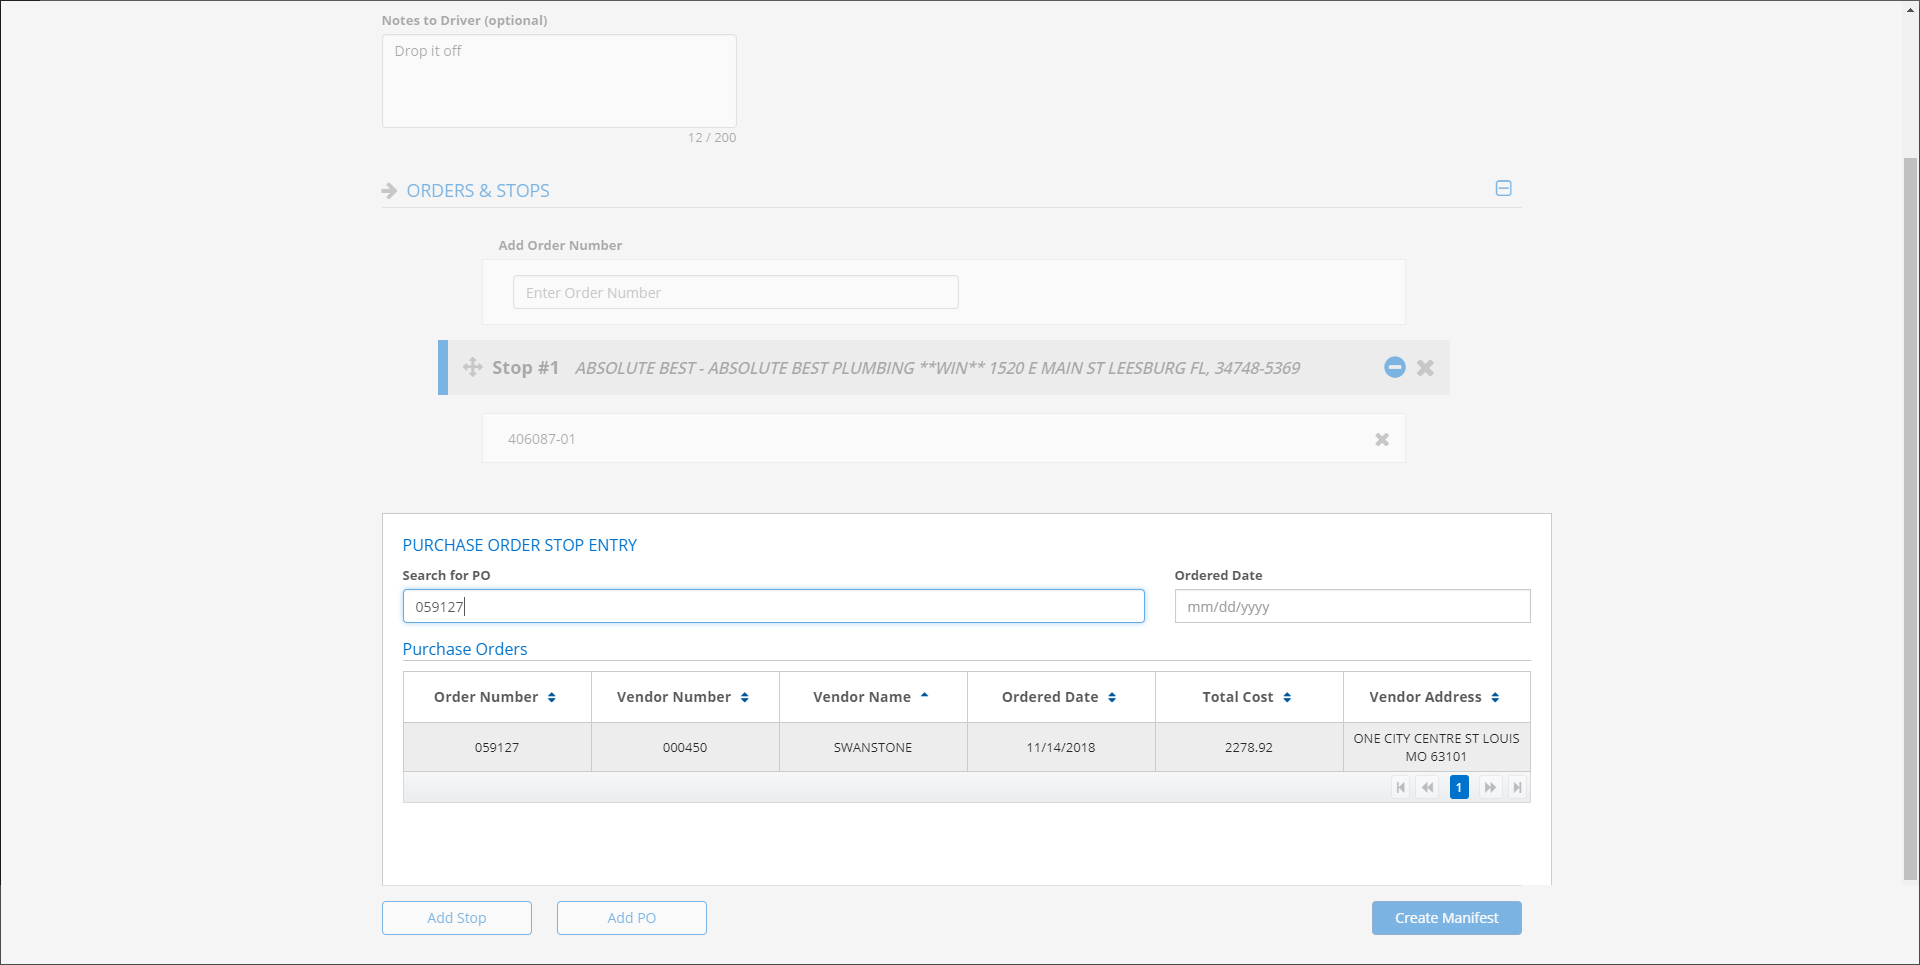 Notes to Driver (optional)
Drop it off
12 / 200
ORDERS & STOPS
Add Order Number
Enter Order Number
Stop #1 ABSOLUTE BEST - ABSOLUTE BEST PLUMBING **WIN** 1520 E MAIN ST LEESBURG FL, 34748-5369
406087-01
PURCHASE ORDER STOP ENTRY
Search for PO Ordered Date
059127 mm/dd/yyyy
Purchase Orders
Order Number Vendor Number Vendor Name Ordered Date Total Cost Vendor Address
059127 000450 SWANSTONE 11/14/2018 2278.92 ONE CITY CENTRE ST LOUIS
MO 63101
1
Add Stop Add PO Create Manifest